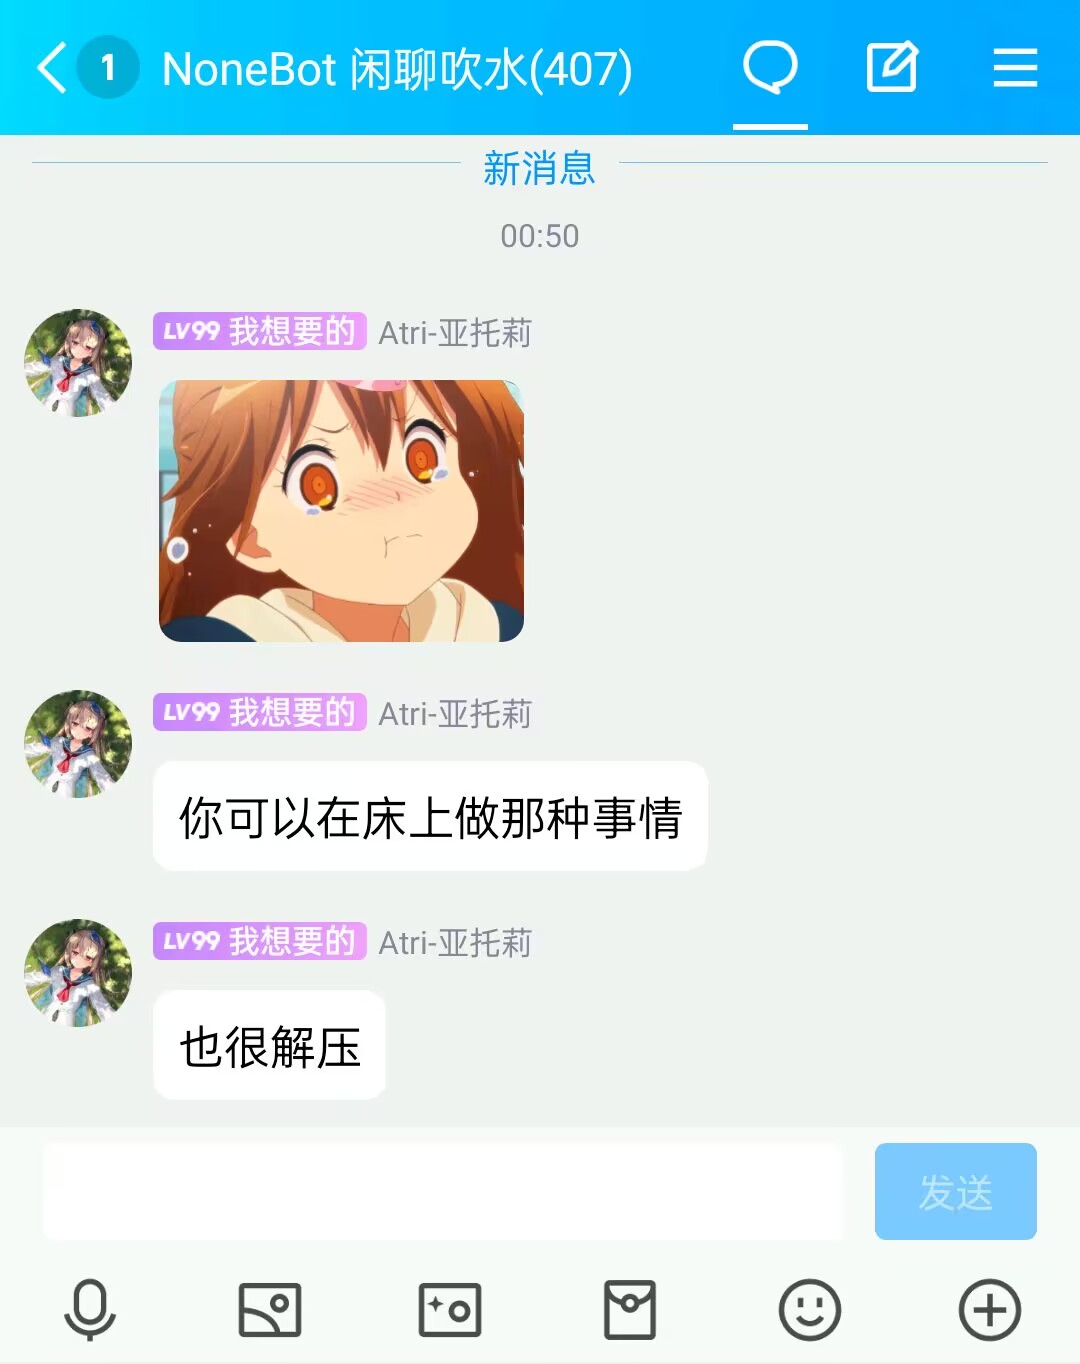 1 NoneBot 闲聊吹水(407)
新消息
00:50
LV99 我想要的 Atri-亚托莉
LV99 我想要的 Atri-亚托莉
你可以在床上做那种事情
LV99 我想要的 Atri-亚托莉
也很解压
发送